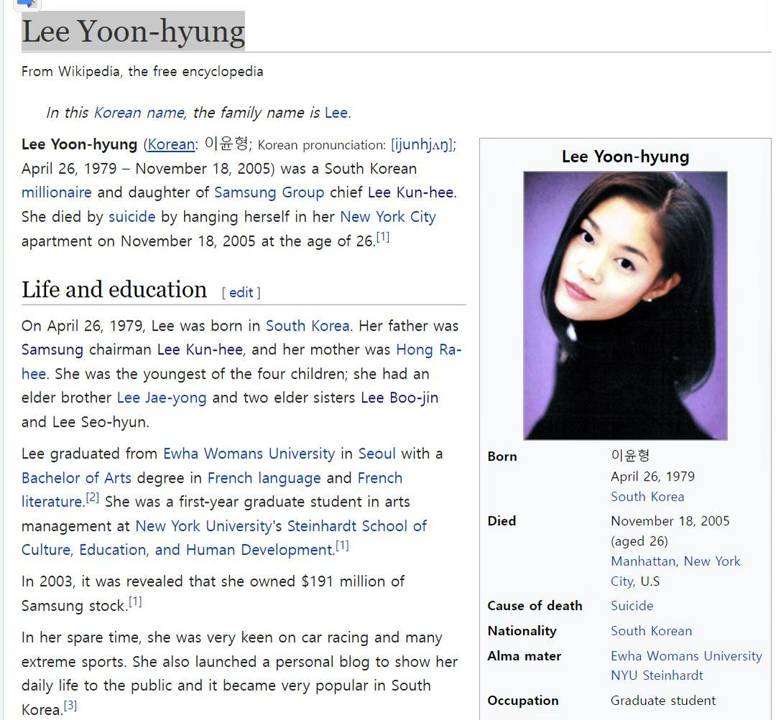 Lee Yoon-hyung
From Wikipedia, the free encyclopedia
In this Korean name, the family name is Lee.
Lee Yoon-hyung (Korean: 이윤형; Korean pronunciation: [ijunhjʌŋ];
April 26, 1979 – November 18, 2005) was a South Korean
millionaire and daughter of Samsung Group chief Lee Kun-hee.
She died by suicide by hanging herself in her New York City
apartment on November 18, 2005 at the age of 26.[1]
Life and education [ edit ]
On April 26, 1979, Lee was born in South Korea. Her father was
Samsung chairman Lee Kun-hee, and her mother was Hong Ra-
hee. She was the youngest of the four children; she had an
elder brother Lee Jae-yong and two elder sisters Lee Boo-jin
and Lee Seo-hyun.
Lee graduated from Ewha Womans University in Seoul with a
Bachelor of Arts degree in French language and French
literature.[2] She was a first-year graduate student in arts
management at New York University's Steinhardt School of
Culture, Education, and Human Development.[1]
In 2003, it was revealed that she owned $191 million of
Samsung stock.[1]
In her spare time, she was very keen on car racing and many
extreme sports. She also launched a personal blog to show her
daily life to the public and it became very popular in South
Korea.[3]
Lee Yoon-hyung
Born 이윤형
April 26, 1979
South Korea
Died November 18, 2005
(aged 26)
Manhattan, New York
City, U.S
Cause of death Suicide
Nationality South Korean
Alma mater Ewha Womans University
NYU Steinhardt
Occupation Graduate student